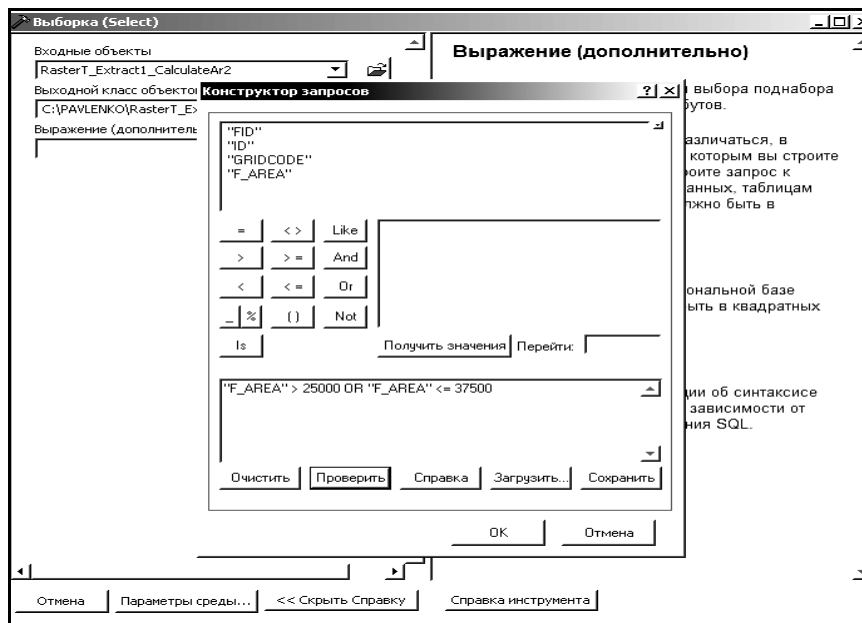 Выборка (Select)
Входные объекты
RasterT_Extract1_CalculateAr2
Выходной класс объектов
C:\PAVLENKO\RasterT_Ex
Выражение (дополнитель
Выражение (дополнительно)
выбора поднабора
бутов.
азличаться, в
которым вы строите
роите запрос к
анных, таблицам
лжно быть в
ональной базе
ыть в квадратных
ции об синтаксисе
зависимости от
ния SQL.
Конструктор запросов
"FID"
"ID"
"GRIDCODE"
"F_AREA"
= < > Like
> > = And
< < = Or
_ % ( ) Not
Is
Получить значения Перейти:
"F_AREA" > 25000 OR "F_AREA" <= 37500
Очистить Проверить Справка Загрузить... Сохранить
OK Отмена
Отмена Параметры среды... << Скрыть Справку Справка инструмента